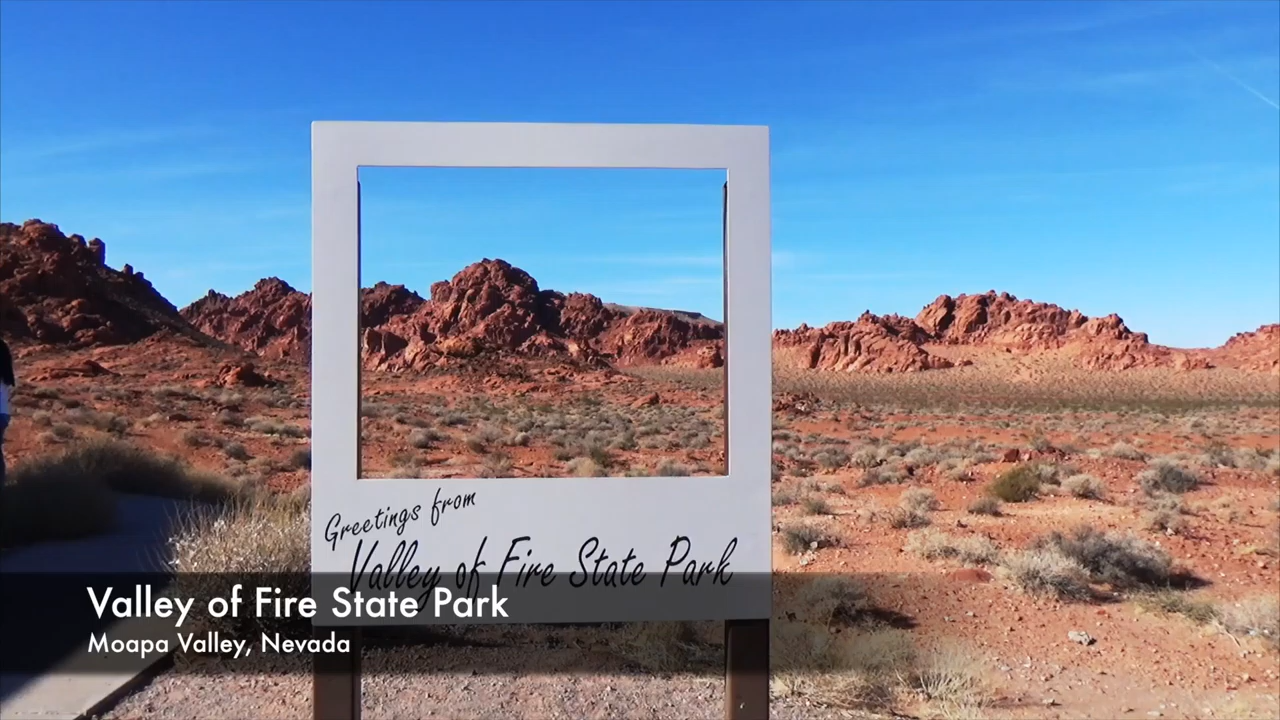 Greetings from
Valley of Fire State Park
Valley of Fire State Park
Moapa Valley, Nevada